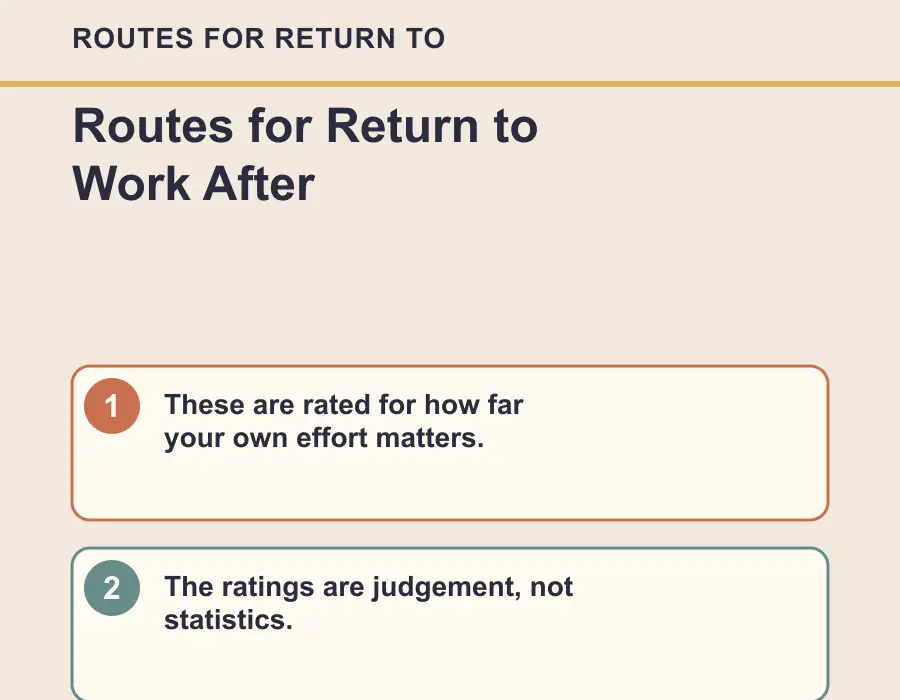 ROUTES FOR RETURN TO
Routes for Return to
Work After
1
These are rated for how far
your own effort matters.
2
The ratings are judgement, not
statistics.